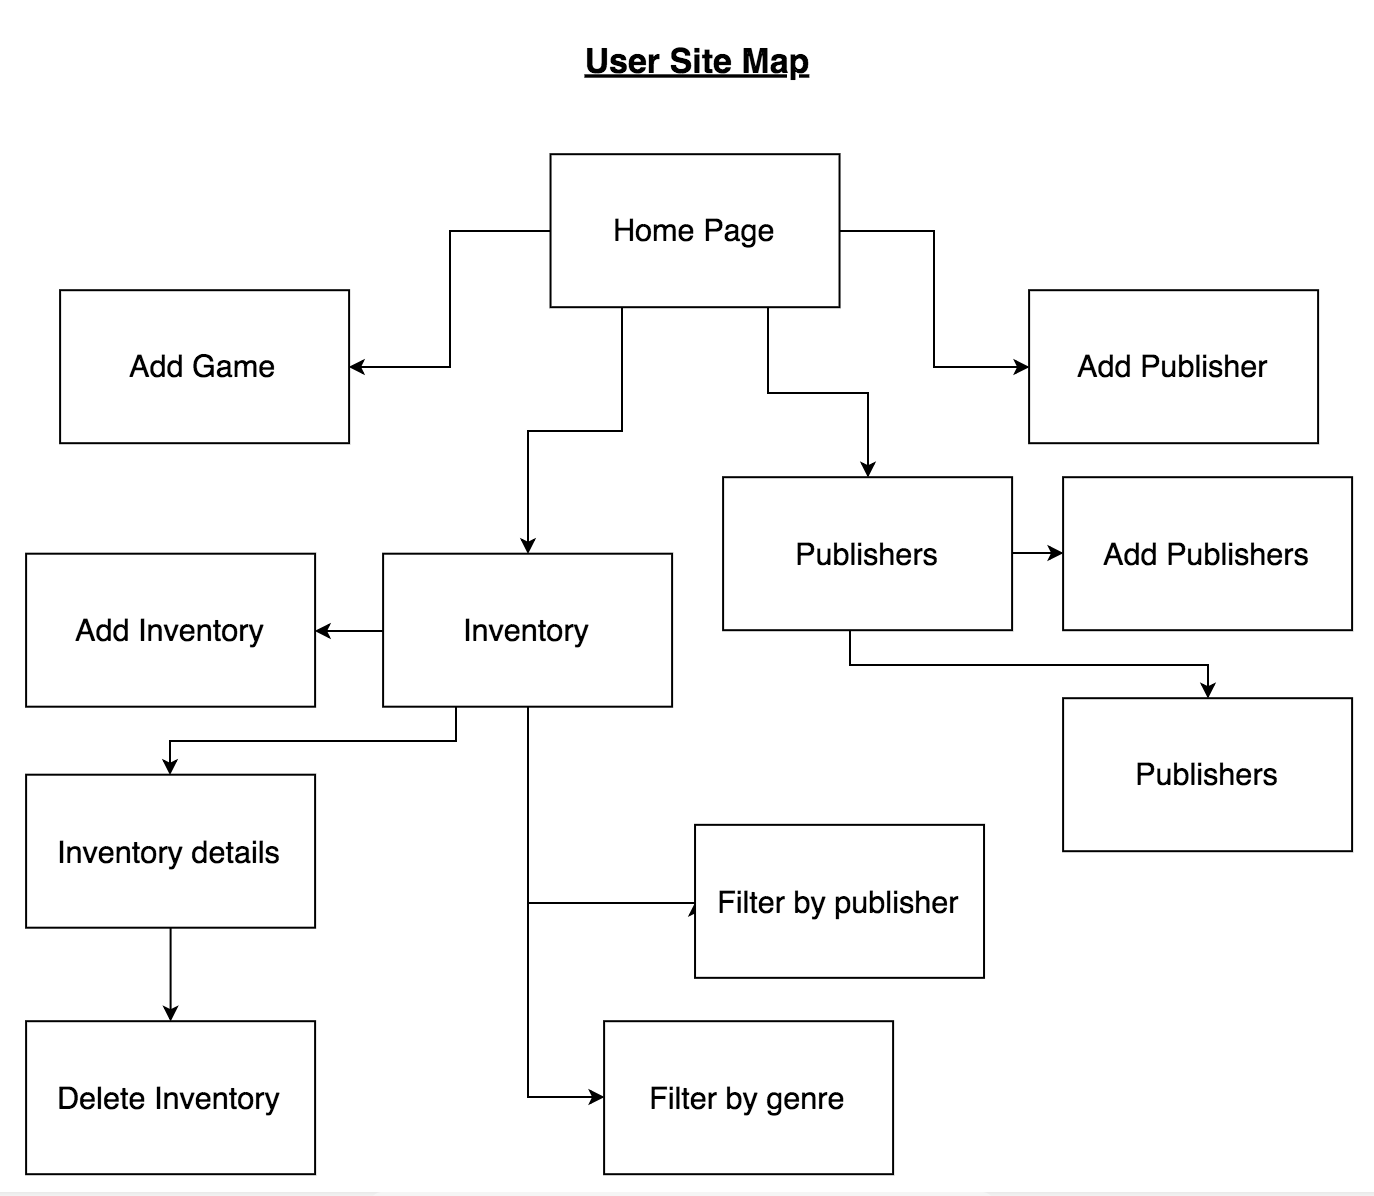 User Site Map
Home Page
Add Game
Add Publisher
Publishers
Add Publishers
Add Inventory
Inventory
Publishers
Inventory details
Filter by publisher
Delete Inventory
Filter by genre